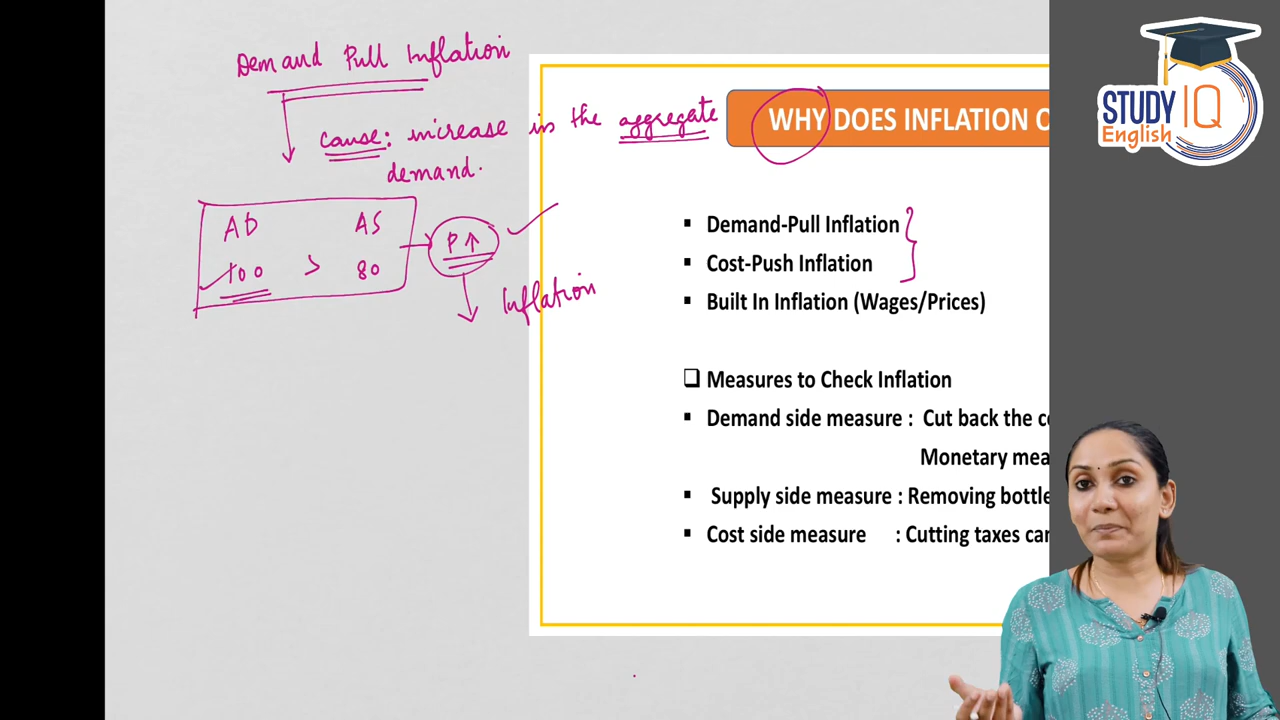 Demand Pull Inflation
cause: increase in the aggregate
demand.
AD AS
100 > 80
P↑
Inflation
WHY DOES INFLATION O
▪ Demand-Pull Inflation
▪ Cost-Push Inflation
▪ Built In Inflation (Wages/Prices)
❑ Measures to Check Inflation
▪ Demand side measure : Cut back the
Monetary mea
▪ Supply side measure : Removing bottle
▪ Cost side measure : Cutting taxes
STUDY IQ
English